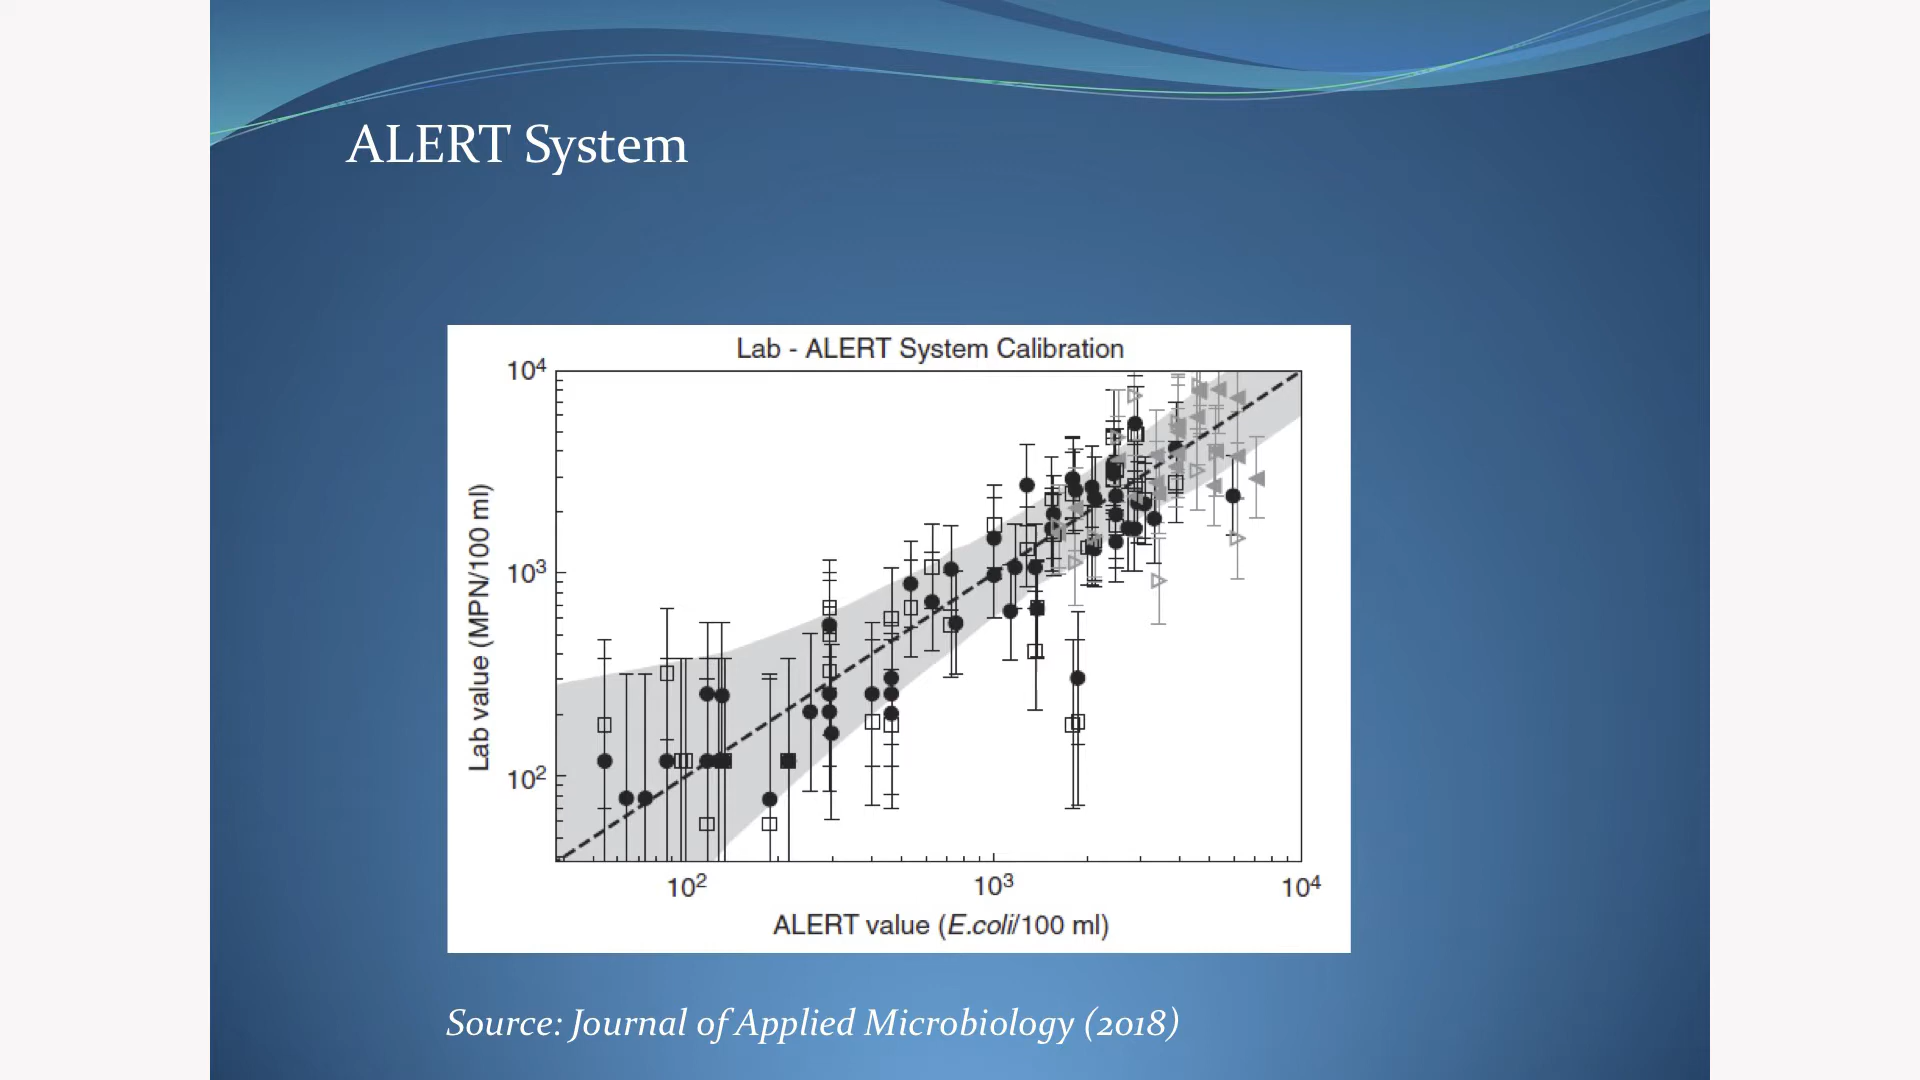 ALERT System
Lab - ALERT System Calibration
10⁴
10³
10²
Lab value (MPN/100 ml)
10² 10³ 10⁴
ALERT value (E.coli/100 ml)
Source: Journal of Applied Microbiology (2018)